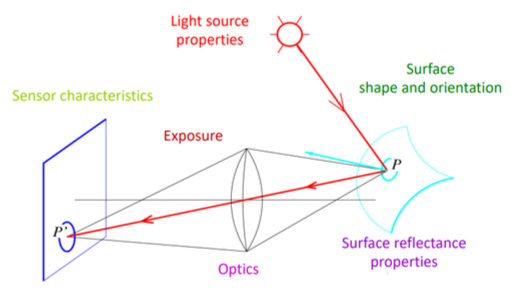 Light source
properties
Surface
shape and orientation
Sensor characteristics
Exposure
P
P'
Surface reflectance
properties
Optics